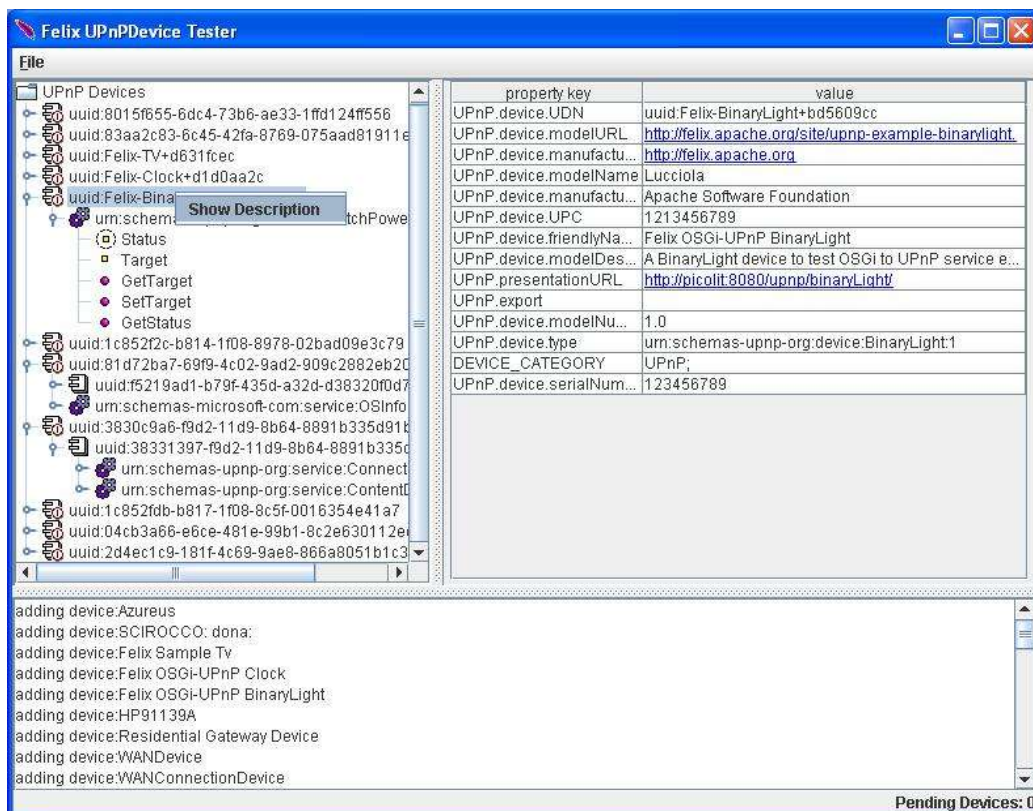 Felix UPnPDevice Tester
File
UPnP Devices
uuid:8015f655-6dc4-73b6-ae33-1ffd124ff556
uuid:83aa2c83-6c45-42fa-8769-075aad81911e
uuid:Felix-TV+d631fcec
uuid:Felix-Clock+d1d0aa2c
uuid:Felix-Bina
Show Description
urn:schema tchPowe
Status
Target
GetTarget
SetTarget
GetStatus
uuid:1c852f2c-b814-1f08-8978-02bad09e3c79
uuid:81d72ba7-69f9-4c02-9ad2-909c2882eb20
uuid:f5219ad1-b79f-435d-a32d-d38320f0d7
urn:schemas-microsoft-com:service:OSInfo
uuid:3830c9a6-f9d2-11d9-8b64-8891b335d91b
uuid:38331397-f9d2-11d9-8b64-8891b335d
urn:schemas-upnp-org:service:Connect
urn:schemas-upnp-org:service:ContentD
uuid:1c852fdb-b817-1f08-8c5f-0016354e41a7
uuid:04cb3a66-e6ce-481e-99b1-8c2e630112e
uuid:2d4ec1c9-181f-4c69-9ae8-866a8051b1c3
property key value
UPnP.device.UDN uuid:Felix-BinaryLight+bd5609cc
UPnP.device.modelURL http://felix.apache.org/site/upnp-example-binarylight.
UPnP.device.manufactu... http://felix.apache.org
UPnP.device.modelName Lucciola
UPnP.device.manufactu... Apache Software Foundation
UPnP.device.UPC 1213456789
UPnP.device.friendlyNa... Felix OSGi-UPnP BinaryLight
UPnP.device.modelDes... A BinaryLight device to test OSGi to UPnP service e...
UPnP.presentationURL http://picolit:8080/upnp/binaryLight/
UPnP.export
UPnP.device.modelNu... 1.0
UPnP.device.type urn:schemas-upnp-org:device:BinaryLight:1
DEVICE_CATEGORY UPnP;
UPnP.device.serialNum... 123456789
adding device:Azureus
adding device:SCIROCCO: dona:
adding device:Felix Sample Tv
adding device:Felix OSGi-UPnP Clock
adding device:Felix OSGi-UPnP BinaryLight
adding device:HP91139A
adding device:Residential Gateway Device
adding device:WANDevice
adding device:WANConnectionDevice
Pending Devices: 0